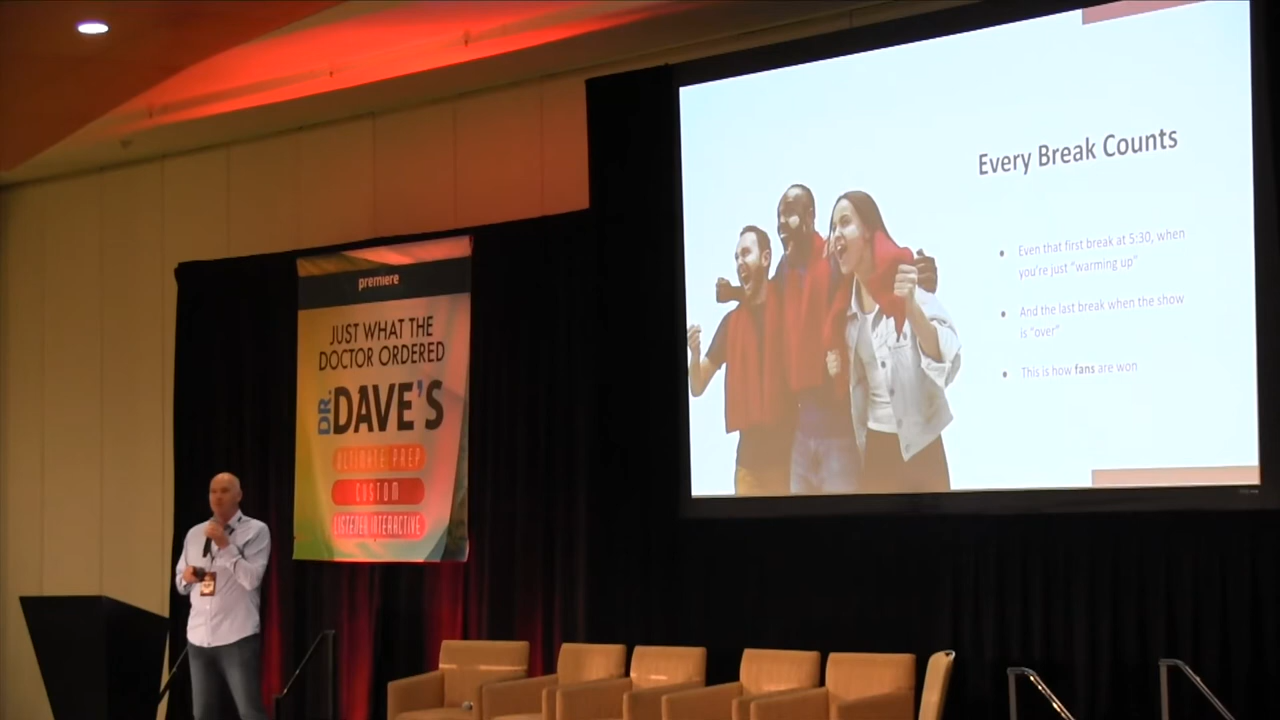 premiere
JUST WHAT THE
DOCTOR ORDERED
DR. DAVE'S
ULTIMATE PREP
CUSTOM
LISTENER INTERACTIVE
Every Break Counts
• Even that first break at 5:30, when
you're just "warming up"
• And the last break when the show
is "over"
• This is how fans are won